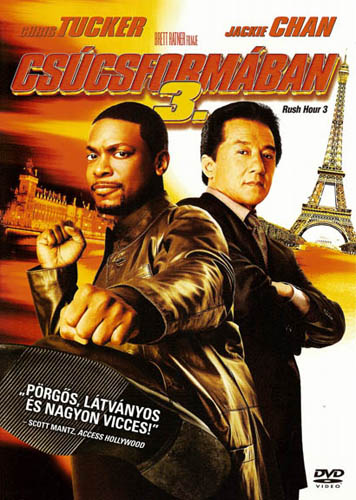 CHRIS TUCKER
JACKIE CHAN
BRETT RATNER FILMJE
CSÚCSFORMÁBAN
3.
Rush Hour 3
„PÖRGŐS, LÁTVÁNYOS
ÉS NAGYON VICCES!”
– SCOTT MANTZ, ACCESS HOLLYWOOD
DVD
VIDEO